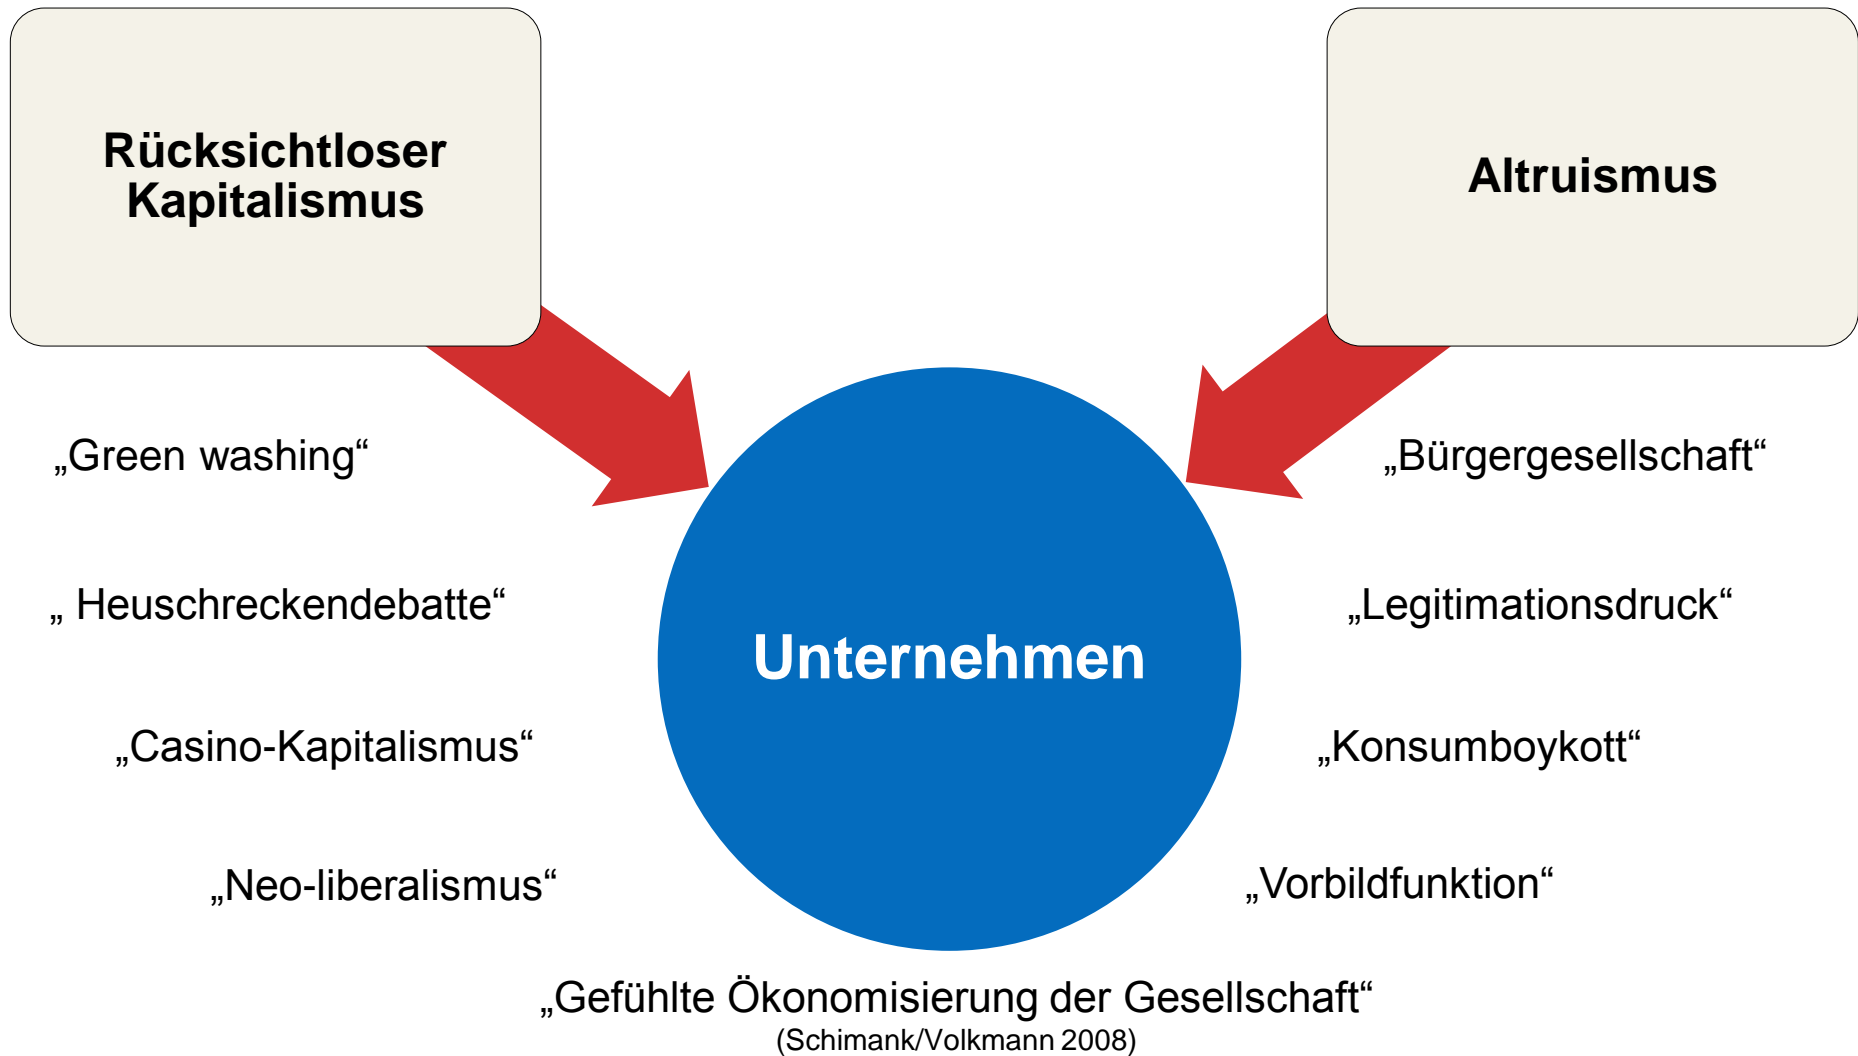 Rücksichtloser
Kapitalismus
Altruismus
„Green washing“
„Bürgergesellschaft“
„ Heuschreckendebatte“
„Legitimationsdruck“
Unternehmen
„Casino-Kapitalismus“
„Konsumboykott“
„Neo-liberalismus“
„Vorbildfunktion“
„Gefühlte Ökonomisierung der Gesellschaft“
(Schimank/Volkmann 2008)